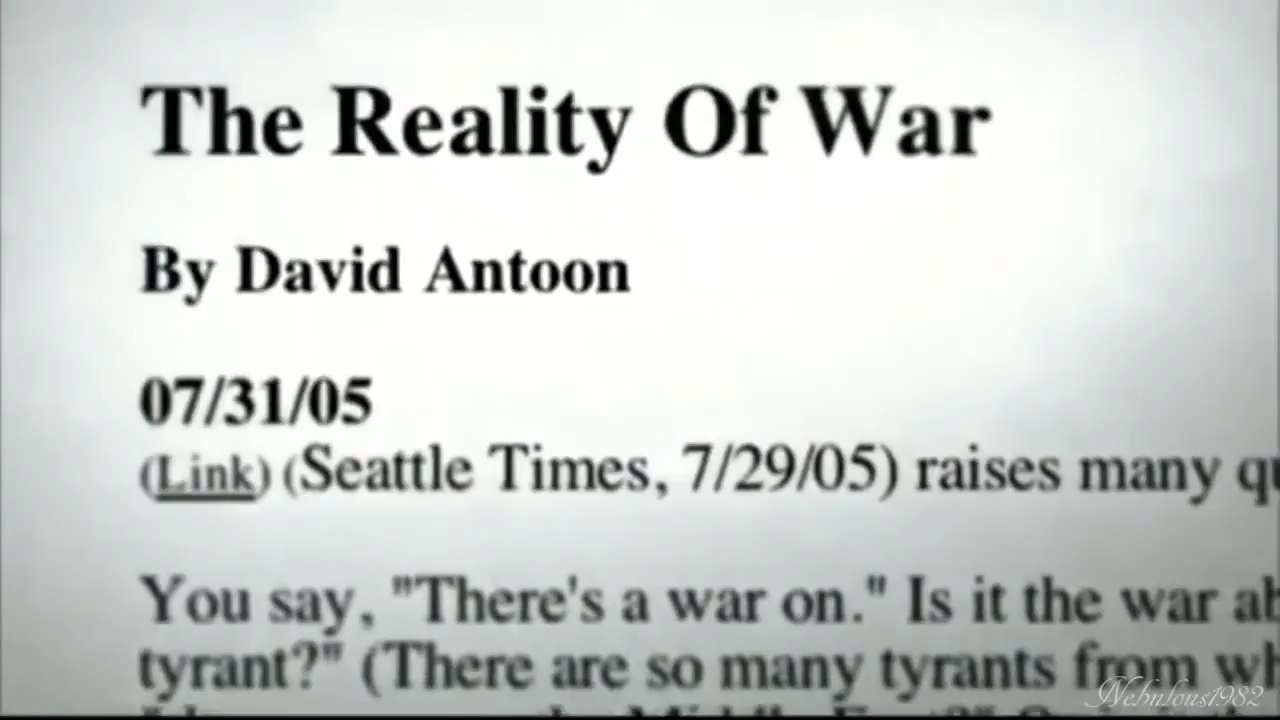 The Reality Of War
By David Antoon
07/31/05
(Link) (Seattle Times, 7/29/05) raises many
You say, "There's a war on." Is it the war
tyrant?" (There are so many tyrants from
Nebulous1982